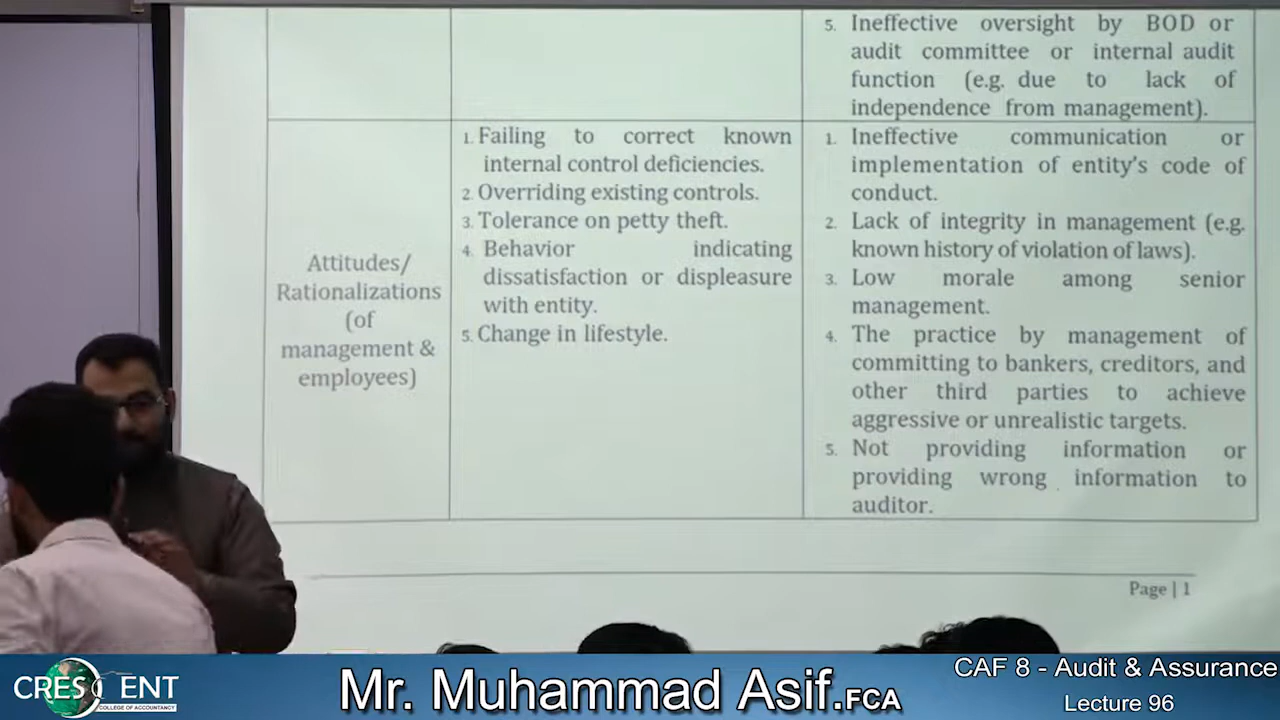 5. Ineffective oversight by BOD or
audit committee or internal audit
function (e.g. due to lack of
independence from management).
Attitudes/
Rationalizations
(of
management &
employees)
1. Failing to correct known
internal control deficiencies.
2. Overriding existing controls.
3. Tolerance on petty theft.
4. Behavior indicating
dissatisfaction or displeasure
with entity.
5. Change in lifestyle.
1. Ineffective communication or
implementation of entity's code of
conduct.
2. Lack of integrity in management (e.g.
known history of violation of laws).
3. Low morale among senior
management.
4. The practice by management of
committing to bankers, creditors, and
other third parties to achieve
aggressive or unrealistic targets.
5. Not providing information or
providing wrong information to
auditor.
Page | 1
CRESCENT
COLLEGE OF ACCOUNTANCY
Mr. Muhammad Asif.FCA
CAF 8 - Audit & Assurance
Lecture 96